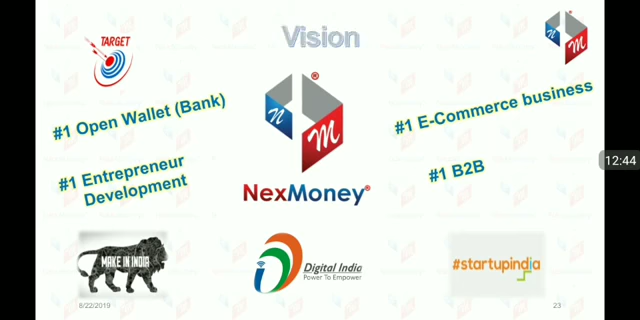 TARGET
Vision
n m
#1 Open Wallet (Bank)
#1 E-Commerce business
n m
12:44
#1 Entrepreneur
Development
#1 B2B
NexMoney®
MAKE IN INDIA
Digital India
Power To Empower
#startupindia
8/22/2019
23